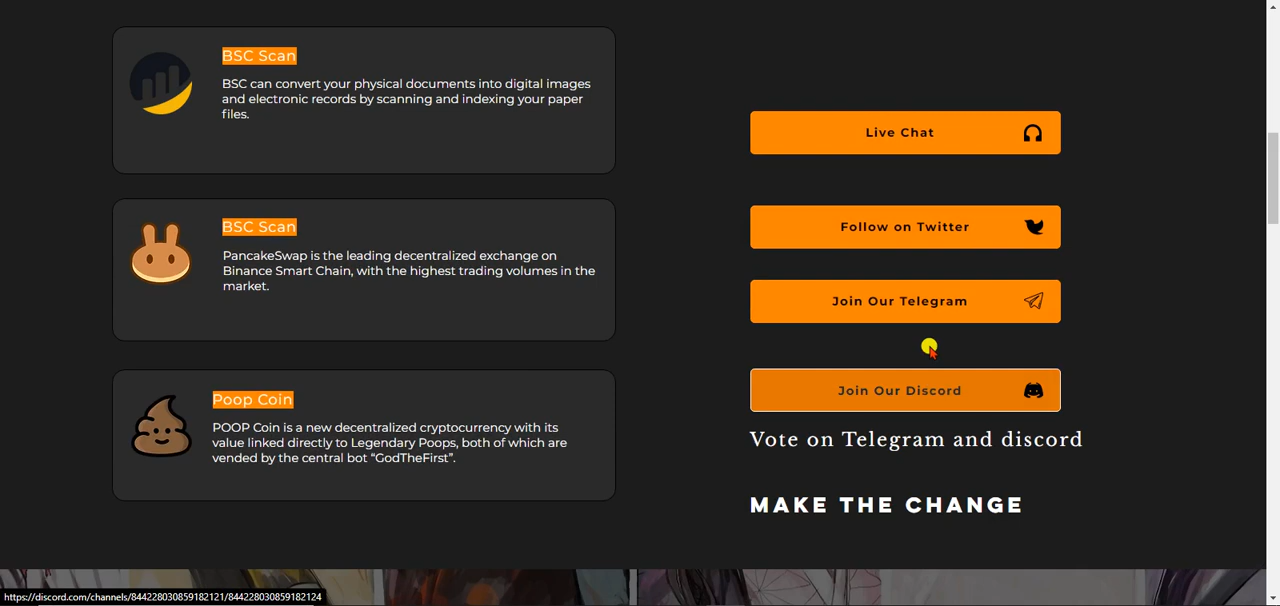 BSC Scan
BSC can convert your physical documents into digital images
and electronic records by scanning and indexing your paper
files.
BSC Scan
PancakeSwap is the leading decentralized exchange on
Binance Smart Chain, with the highest trading volumes in the
market.
Poop Coin
POOP Coin is a new decentralized cryptocurrency with its
value linked directly to Legendary Poops, both of which are
vended by the central bot “GodTheFirst”.
Live Chat
Follow on Twitter
Join Our Telegram
Join Our Discord
Vote on Telegram and discord
MAKE THE CHANGE
https://discord.com/channels/844228030859182121/844228030859182124